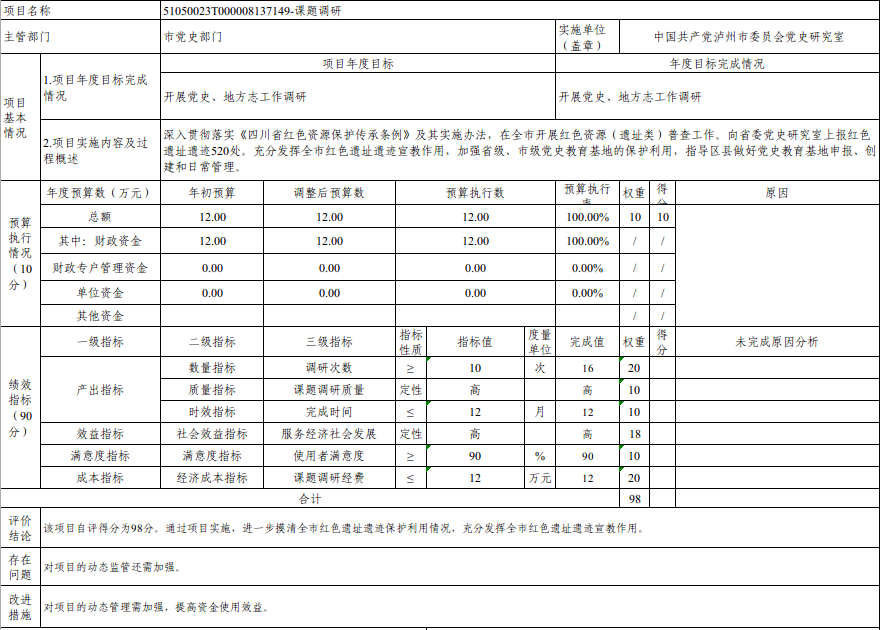 项目名称 51050023T000008137149-课题调研
主管部门 市党史部门 实施单位（盖章） 中国共产党泸州市委员会党史研究室
项目基本情况 项目年度目标 年度目标完成情况
1.项目年度目标完成情况 开展党史、地方志工作调研 开展党史、地方志工作调研
2.项目实施内容及过程概述
深入贯彻落实《四川省红色资源保护传承条例》及其实施办法，在全市开展红色资源（遗址类）普查工作。向省委党史研究室上报红色
遗址遗迹520处。充分发挥全市红色遗址遗迹宣教作用，加强省级、市级党史教育基地的保护利用，指导区县做好党史教育基地申报、创
建和日常管理。
预算执行情况（10分） 年度预算数（万元） 年初预算 调整后预算数 预算执行数 预算执行率 权重 得分 原因
总额 12.00 12.00 12.00 100.00% 10 10
其中：财政资金 12.00 12.00 12.00 100.00% / /
财政专户管理资金 0.00 0.00 0.00 0.00% / /
单位资金 0.00 0.00 0.00 0.00% / /
其他资金 / /
绩效指标（90分） 一级指标 二级指标 三级指标 指标性质 指标值 度量单位 完成值 权重 得分 未完成原因分析
产出指标 数量指标 调研次数 ≥ 10 次 16 20
质量指标 课题调研质量 定性 高 高 10
时效指标 完成时间 ≤ 12 月 12 10
效益指标 社会效益指标 服务经济社会发展 定性 高 高 18
满意度指标 满意度指标 使用者满意度 ≥ 90 % 90 10
成本指标 经济成本指标 课题调研经费 ≤ 12 万元 12 20
合计 98
评价结论 该项目自评得分为98分。通过项目实施，进一步摸清全市红色遗址遗迹保护利用情况，充分发挥全市红色遗址遗迹宣教作用。
存在问题 对项目的动态监管还需加强。
改进措施 对项目的动态管理需加强，提高资金使用效益。